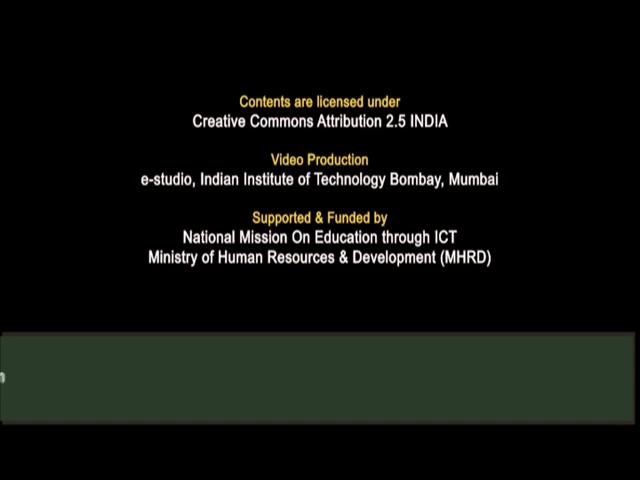 Contents are licensed under
Creative Commons Attribution 2.5 INDIA
Video Production
e-studio, Indian Institute of Technology Bombay, Mumbai
Supported & Funded by
National Mission On Education through ICT
Ministry of Human Resources & Development (MHRD)